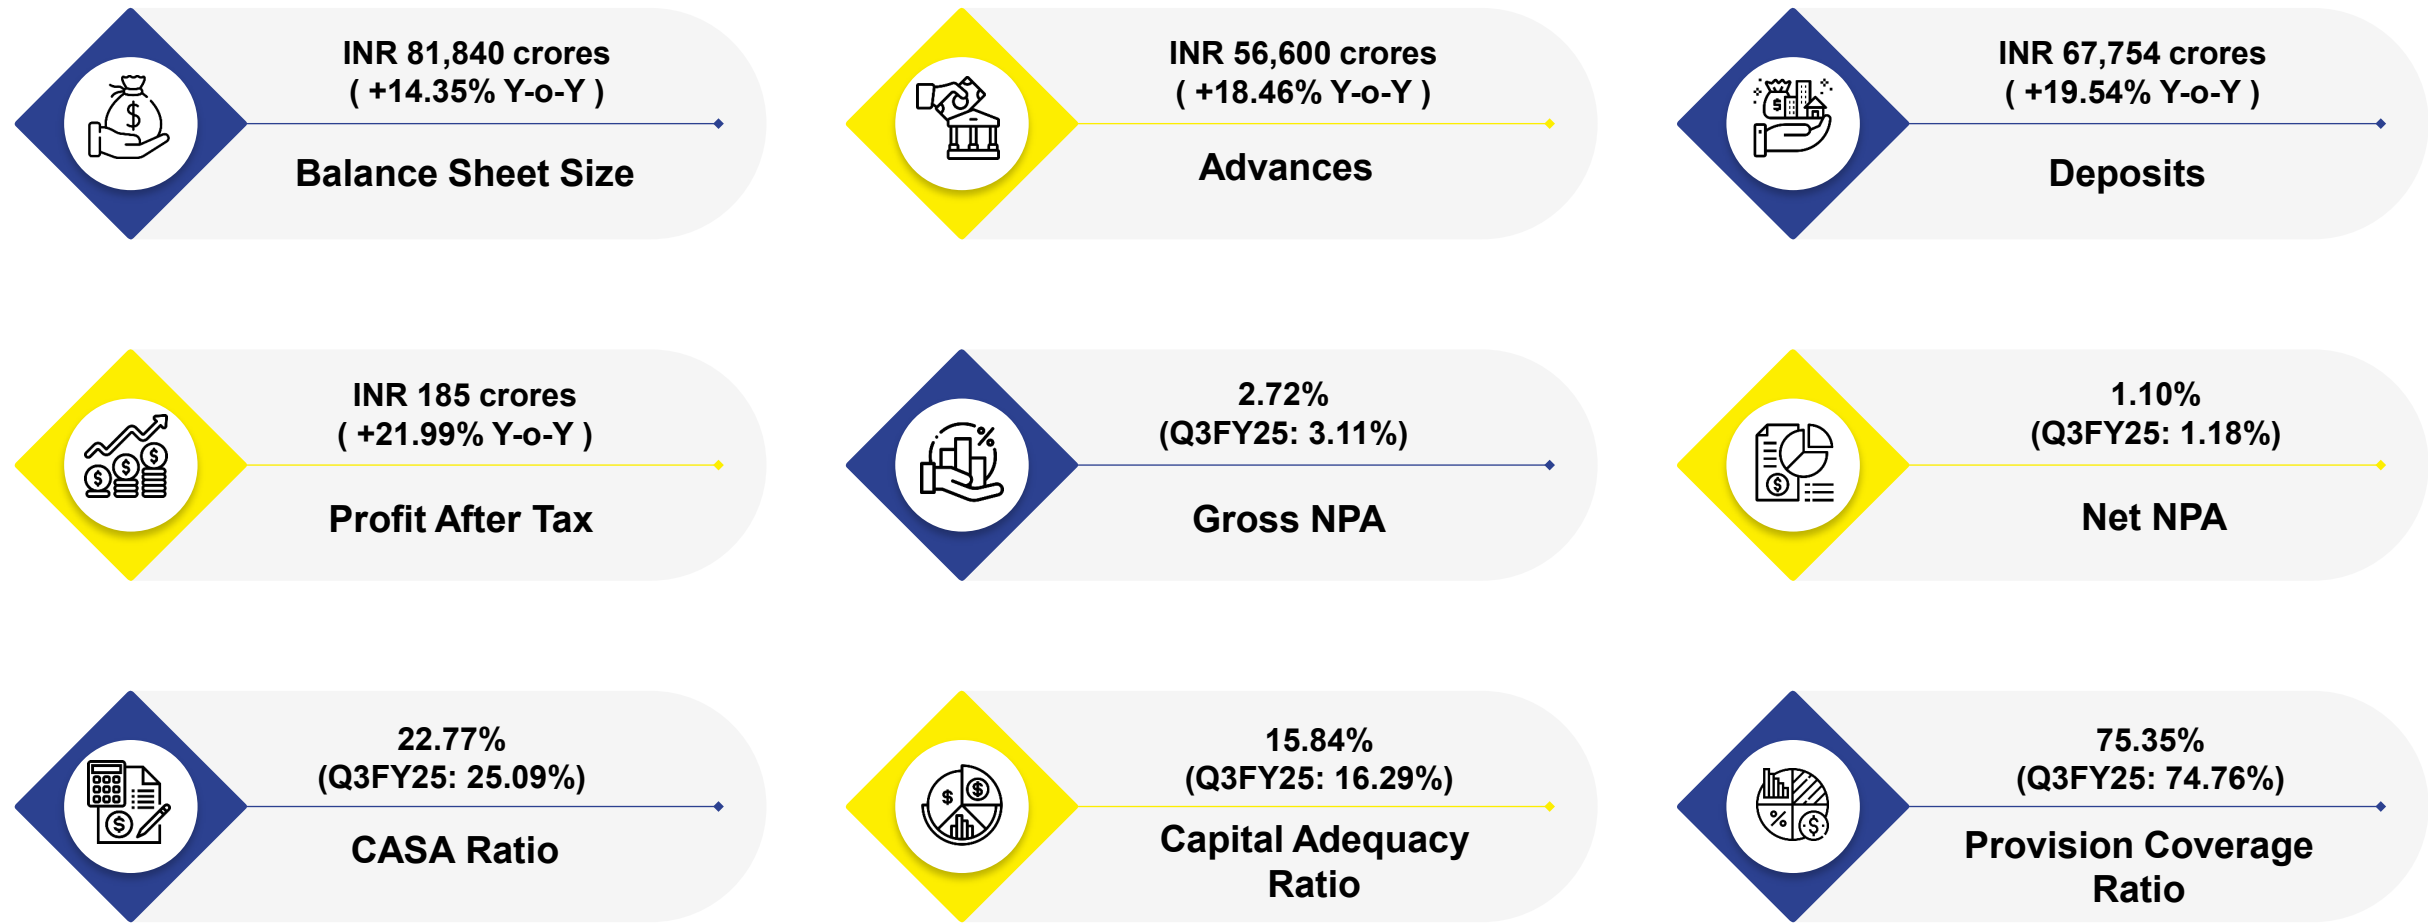 INR 81,840 crores
( +14.35% Y-o-Y )
Balance Sheet Size
INR 56,600 crores
( +18.46% Y-o-Y )
Advances
INR 67,754 crores
( +19.54% Y-o-Y )
Deposits
INR 185 crores
( +21.99% Y-o-Y )
Profit After Tax
2.72%
(Q3FY25: 3.11%)
Gross NPA
1.10%
(Q3FY25: 1.18%)
Net NPA
22.77%
(Q3FY25: 25.09%)
CASA Ratio
15.84%
(Q3FY25: 16.29%)
Capital Adequacy
Ratio
75.35%
(Q3FY25: 74.76%)
Provision Coverage
Ratio